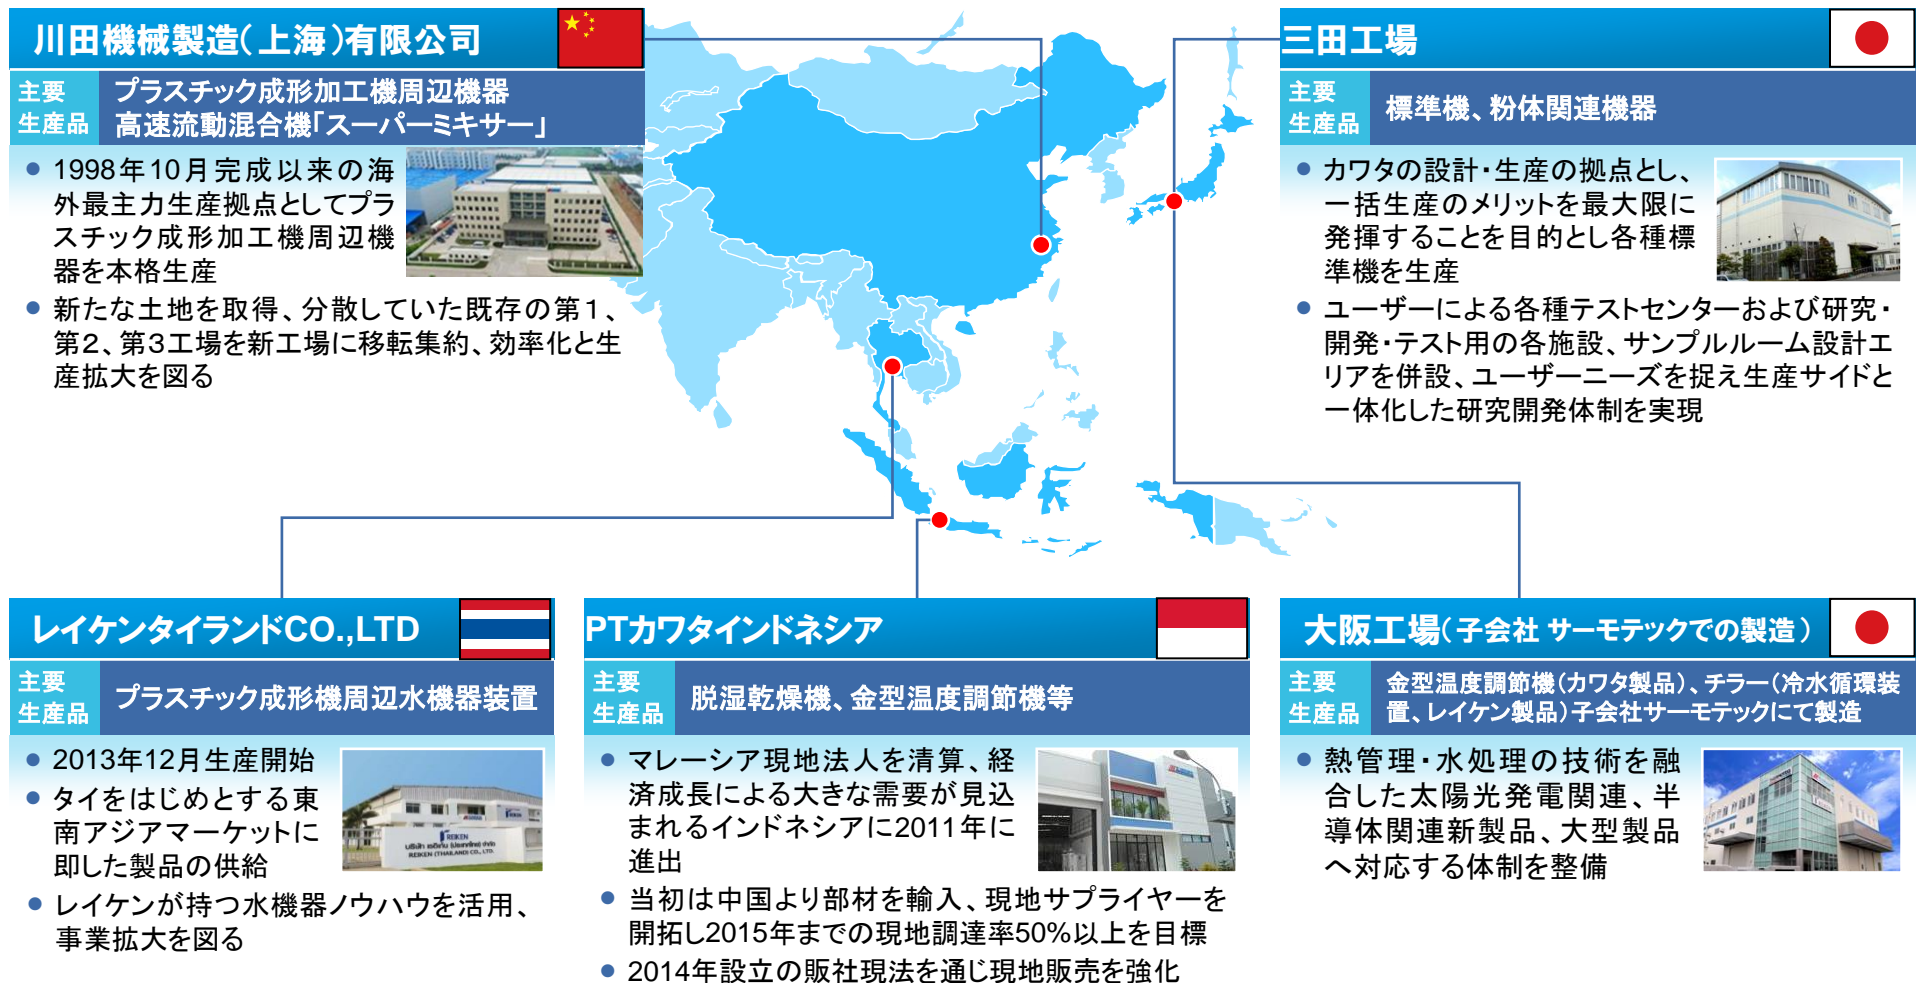 川田機械製造(上海)有限公司
主要
生産品
プラスチック成形加工機周辺機器
高速流動混合機「スーパーミキサー」
● 1998年10月完成以来の海
外最主力生産拠点としてプラ
スチック成形加工機周辺機
器を本格生産
● 新たな土地を取得、分散していた既存の第1、
第2、第3工場を新工場に移転集約、効率化と生
産拡大を図る
三田工場
主要
生産品
標準機、粉体関連機器
● カワタの設計・生産の拠点とし、
一括生産のメリットを最大限に
発揮することを目的とし各種標
準機を生産
● ユーザーによる各種テストセンターおよび研究・
開発・テスト用の各施設、サンプルルーム設計エ
リアを併設、ユーザーニーズを捉え生産サイドと
一体化した研究開発体制を実現
レイケンタイランドCO.,LTD
主要
生産品
プラスチック成形機周辺水機器装置
● 2013年12月生産開始
● タイをはじめとする東
南アジアマーケットに
即した製品の供給
REIKEN
REIKEN (THAILAND) CO., LTD.
● レイケンが持つ水機器ノウハウを活用、
事業拡大を図る
PTカワタインドネシア
主要
生産品
脱湿乾燥機、金型温度調節機等
● マレーシア現地法人を清算、経
済成長による大きな需要が見込
まれるインドネシアに2011年に
進出
● 当初は中国より部材を輸入、現地サプライヤーを
開拓し2015年までの現地調達率50%以上を目標
● 2014年設立の販社現法を通じ現地販売を強化
大阪工場(子会社 サーモテックでの製造)
主要
生産品
金型温度調節機(カワタ製品)、チラー(冷水循環装
置、レイケン製品)子会社サーモテックにて製造
● 熱管理・水処理の技術を融
合した太陽光発電関連、半
導体関連新製品、大型製品
へ対応する体制を整備